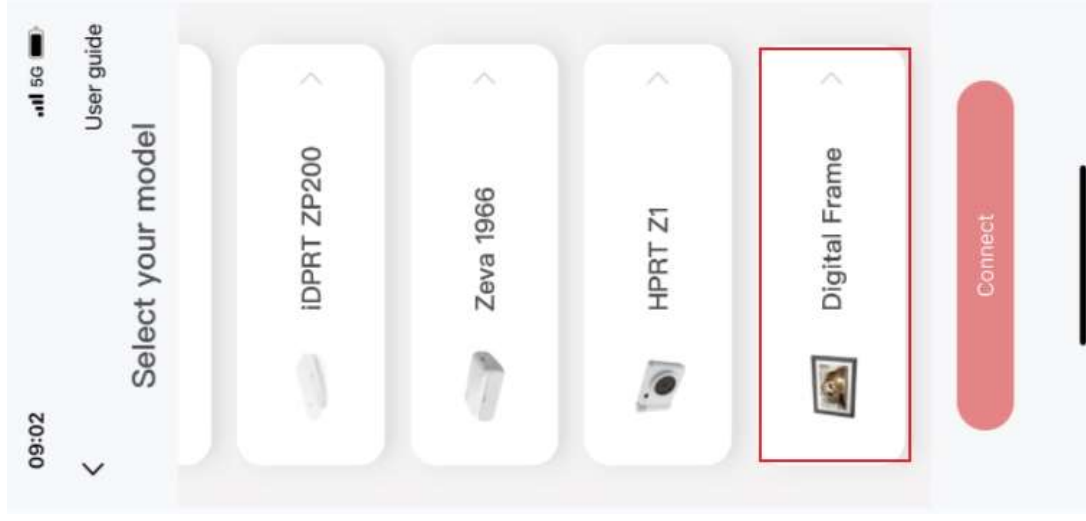 09:02 5G
User guide
Select your model
iDPRT ZP200
Zeva 1966
HPRT Z1
Digital Frame
Connect